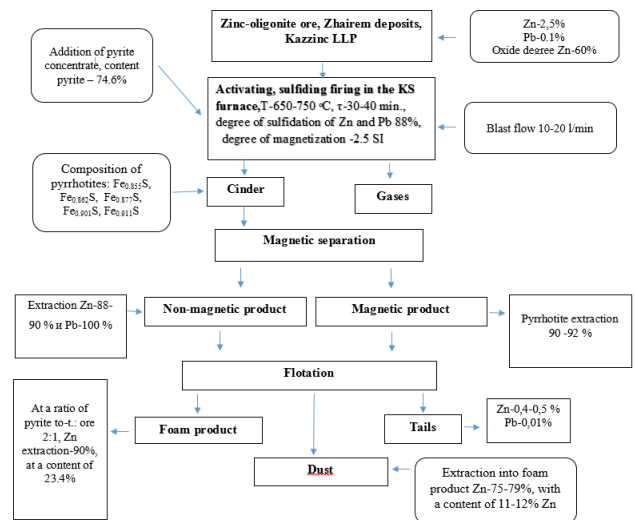 Zinc-oligonite ore, Zhairem deposits,
Kazzinc LLP
Zn-2,5%
Pb-0.1%
Oxide degree Zn-60%
Addition of pyrite
concentrate, content
pyrite – 74.6%
Activating, sulfiding firing in the KS
furnace,T-650-750 ºC, τ-30-40 min.,
degree of sulfidation of Zn and Pb 88%,
degree of magnetization -2.5 SI
Blast flow 10-20 l/min
Composition of
pyrrhotites: Fe0.855S,
Fe0.862S, Fe0.877S,
Fe0.901S, Fe0.911S
Cinder
Gases
Magnetic separation
Extraction Zn-88-
90 % и Pb-100 %
Non-magnetic product
Magnetic product
Pyrrhotite extraction
90 -92 %
Flotation
At a ratio of
pyrite to-t.: ore
2:1, Zn
extraction-90%,
at a content of
23.4%
Foam product
Tails
Zn-0,4-0,5 %
Pb-0,01%
Dust
Extraction into foam
product Zn-75-79%, with
a content of 11-12% Zn